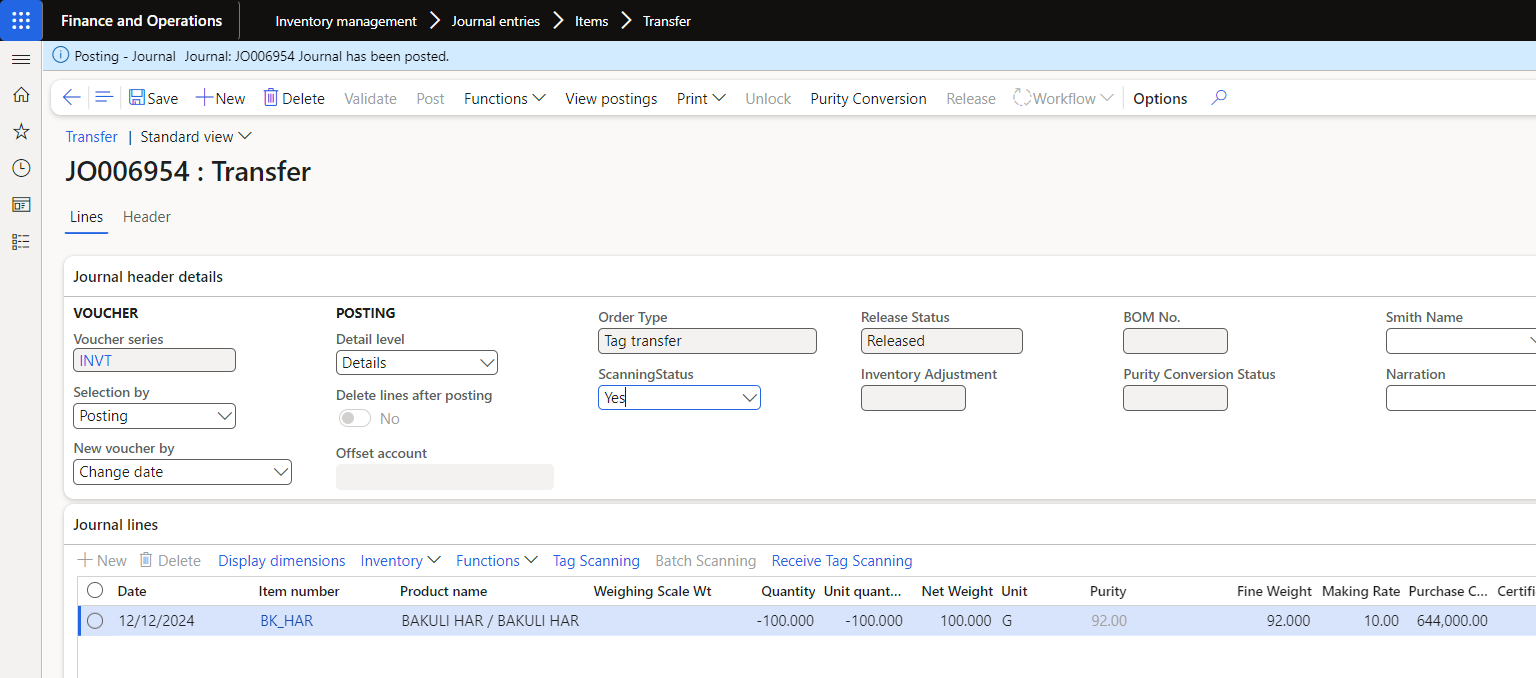 Finance and Operations Inventory management Journal entries Items Transfer
Posting - Journal Journal: JO006954 Journal has been posted.
Save New Delete Validate Post Functions View postings Print Unlock Purity Conversion Release Workflow Options
Transfer | Standard view
JO006954 : Transfer
Lines Header
Journal header details
VOUCHER
Voucher series
INVT
Selection by
Posting
New voucher by
Change date
POSTING
Detail level
Details
Delete lines after posting
No
Offset account
Order Type
Tag transfer
ScanningStatus
Yes
Release Status
Released
Inventory Adjustment
BOM No.
Purity Conversion Status
Smith Name
Narration
Journal lines
New Delete Display dimensions Inventory Functions Tag Scanning Batch Scanning Receive Tag Scanning
Date Item number Product name Weighing Scale Wt Quantity Unit quant... Net Weight Unit Purity Fine Weight Making Rate Purchase C... Certifi
12/12/2024 BK_HAR BAKULI HAR / BAKULI HAR -100.000 -100.000 100.000 G 92.00 92.000 10.00 644,000.00